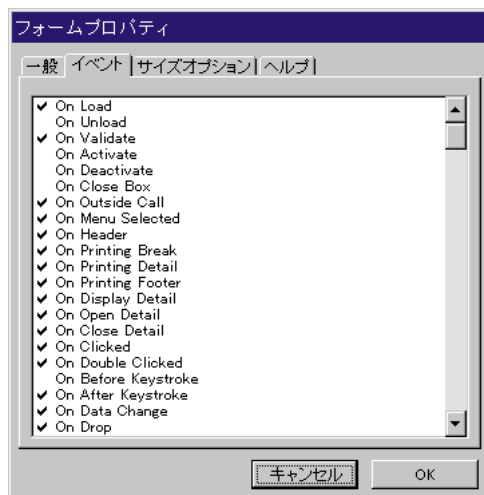 フォームプロパティ
一般 イベント サイズオプション ヘルプ
On Load
On Unload
On Validate
On Activate
On Deactivate
On Close Box
On Outside Call
On Menu Selected
On Header
On Printing Break
On Printing Detail
On Printing Footer
On Display Detail
On Open Detail
On Close Detail
On Clicked
On Double Clicked
On Before Keystroke
On After Keystroke
On Data Change
On Drop
キャンセル OK